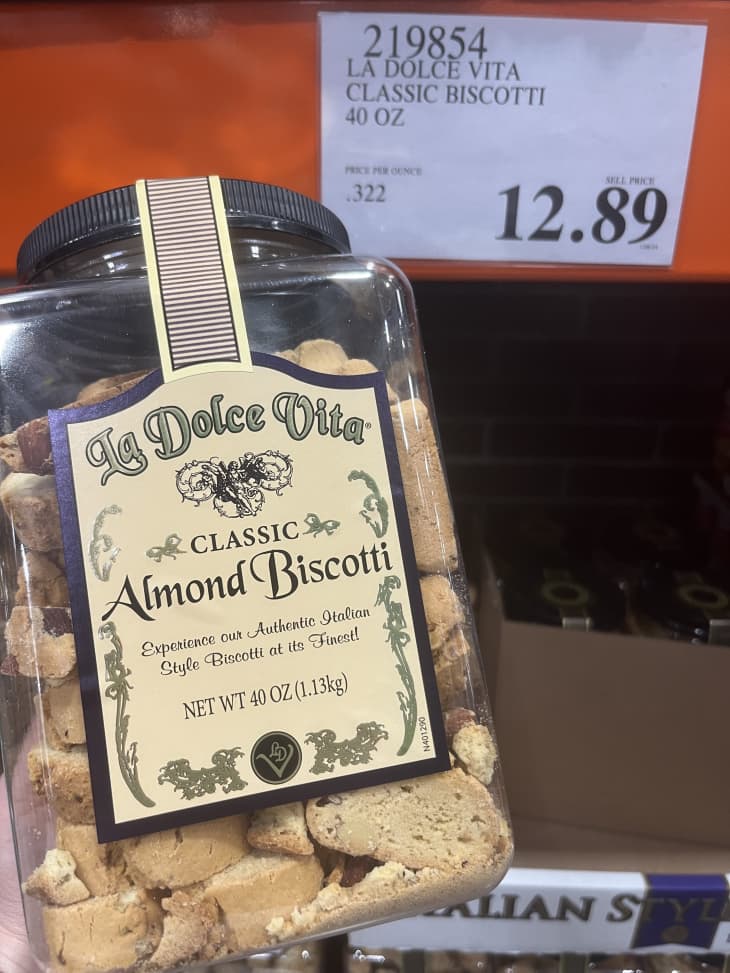 219854
LA DOLCE VITA
CLASSIC BISCOTTI
40 OZ
PRICE PER OUNCE
.322
SELL PRICE
12.89
La Dolce Vita®
CLASSIC
Almond Biscotti
Experience our Authentic Italian
Style Biscotti at its Finest!
NET WT 40 OZ (1.13kg)
LDV
N401290
ALIAN STYL